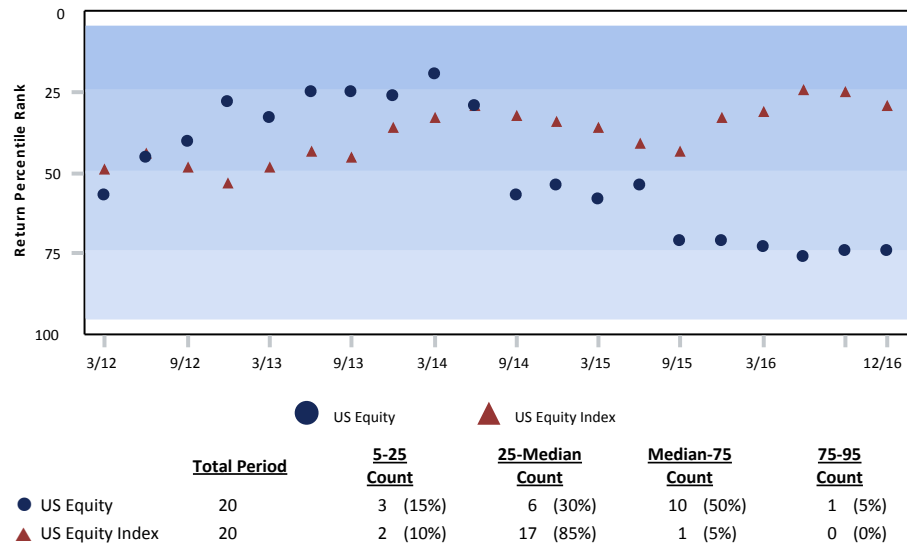 0
25
50
75
100
Return Percentile Rank
3/12 9/12 3/13 9/13 3/14 9/14 3/15 9/15 3/16 12/16
US Equity US Equity Index
5-25 25-Median Median-75 75-95
Total Period Count Count Count Count
US Equity 20 3 (15%) 6 (30%) 10 (50%) 1 (5%)
US Equity Index 20 2 (10%) 17 (85%) 1 (5%) 0 (0%)